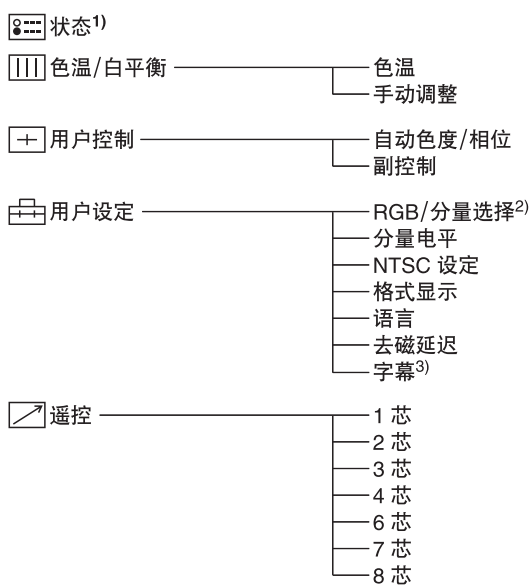 状态1)
色温/白平衡 色温
手动调整
用户控制 自动色度/相位
副控制
用户设定 RGB/分量选择2)
分量电平
NTSC 设定
格式显示
语言
去磁延迟
字幕3)
遥控 1 芯
2 芯
3 芯
4 芯
6 芯
7 芯
8 芯